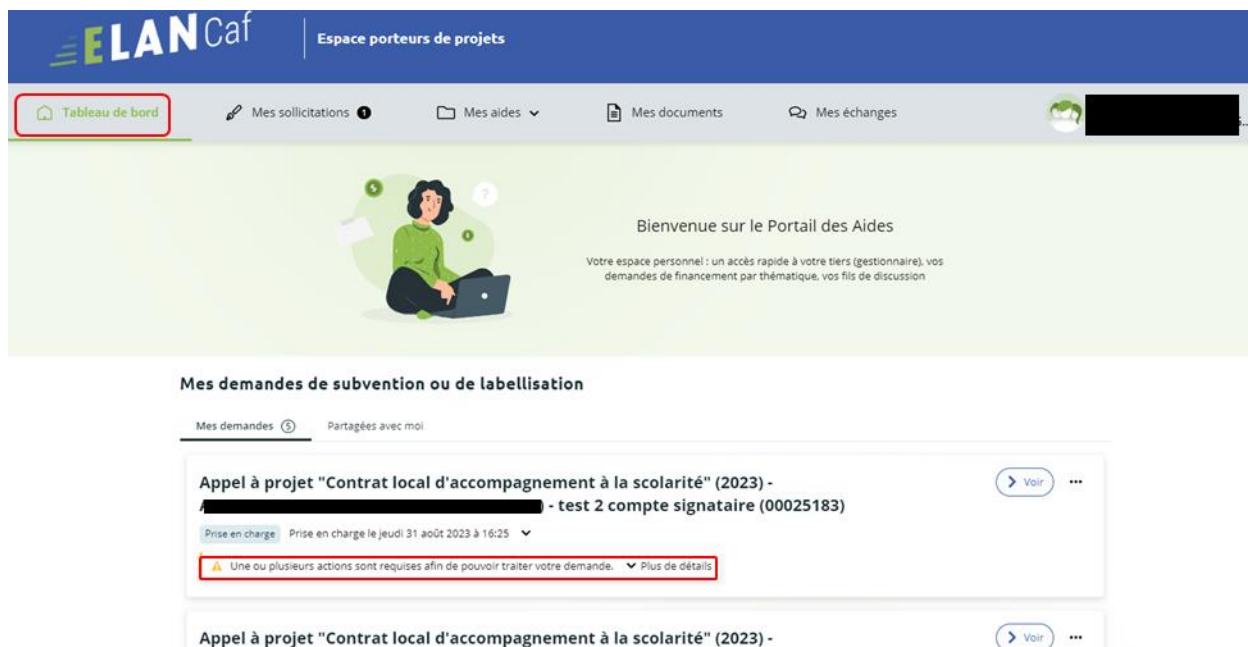 ELAN Caf
Espace porteurs de projets
Tableau de bord
Mes sollicitations 1
Mes aides
Mes documents
Mes échanges
Bienvenue sur le Portail des Aides
Votre espace personnel : un accès rapide à votre tiers (gestionnaire), vos
demandes de financement par thématique, vos fils de discussion
Mes demandes de subvention ou de labellisation
Mes demandes 5
Partagées avec moi
Appel à projet "Contrat local d'accompagnement à la scolarité" (2023) -
) - test 2 compte signataire (00025183)
Voir
Prise en charge Prise en charge le jeudi 31 août 2023 à 16:25
Une ou plusieurs actions sont requises afin de pouvoir traiter votre demande. Plus de détails
Appel à projet "Contrat local d'accompagnement à la scolarité" (2023) -
Voir